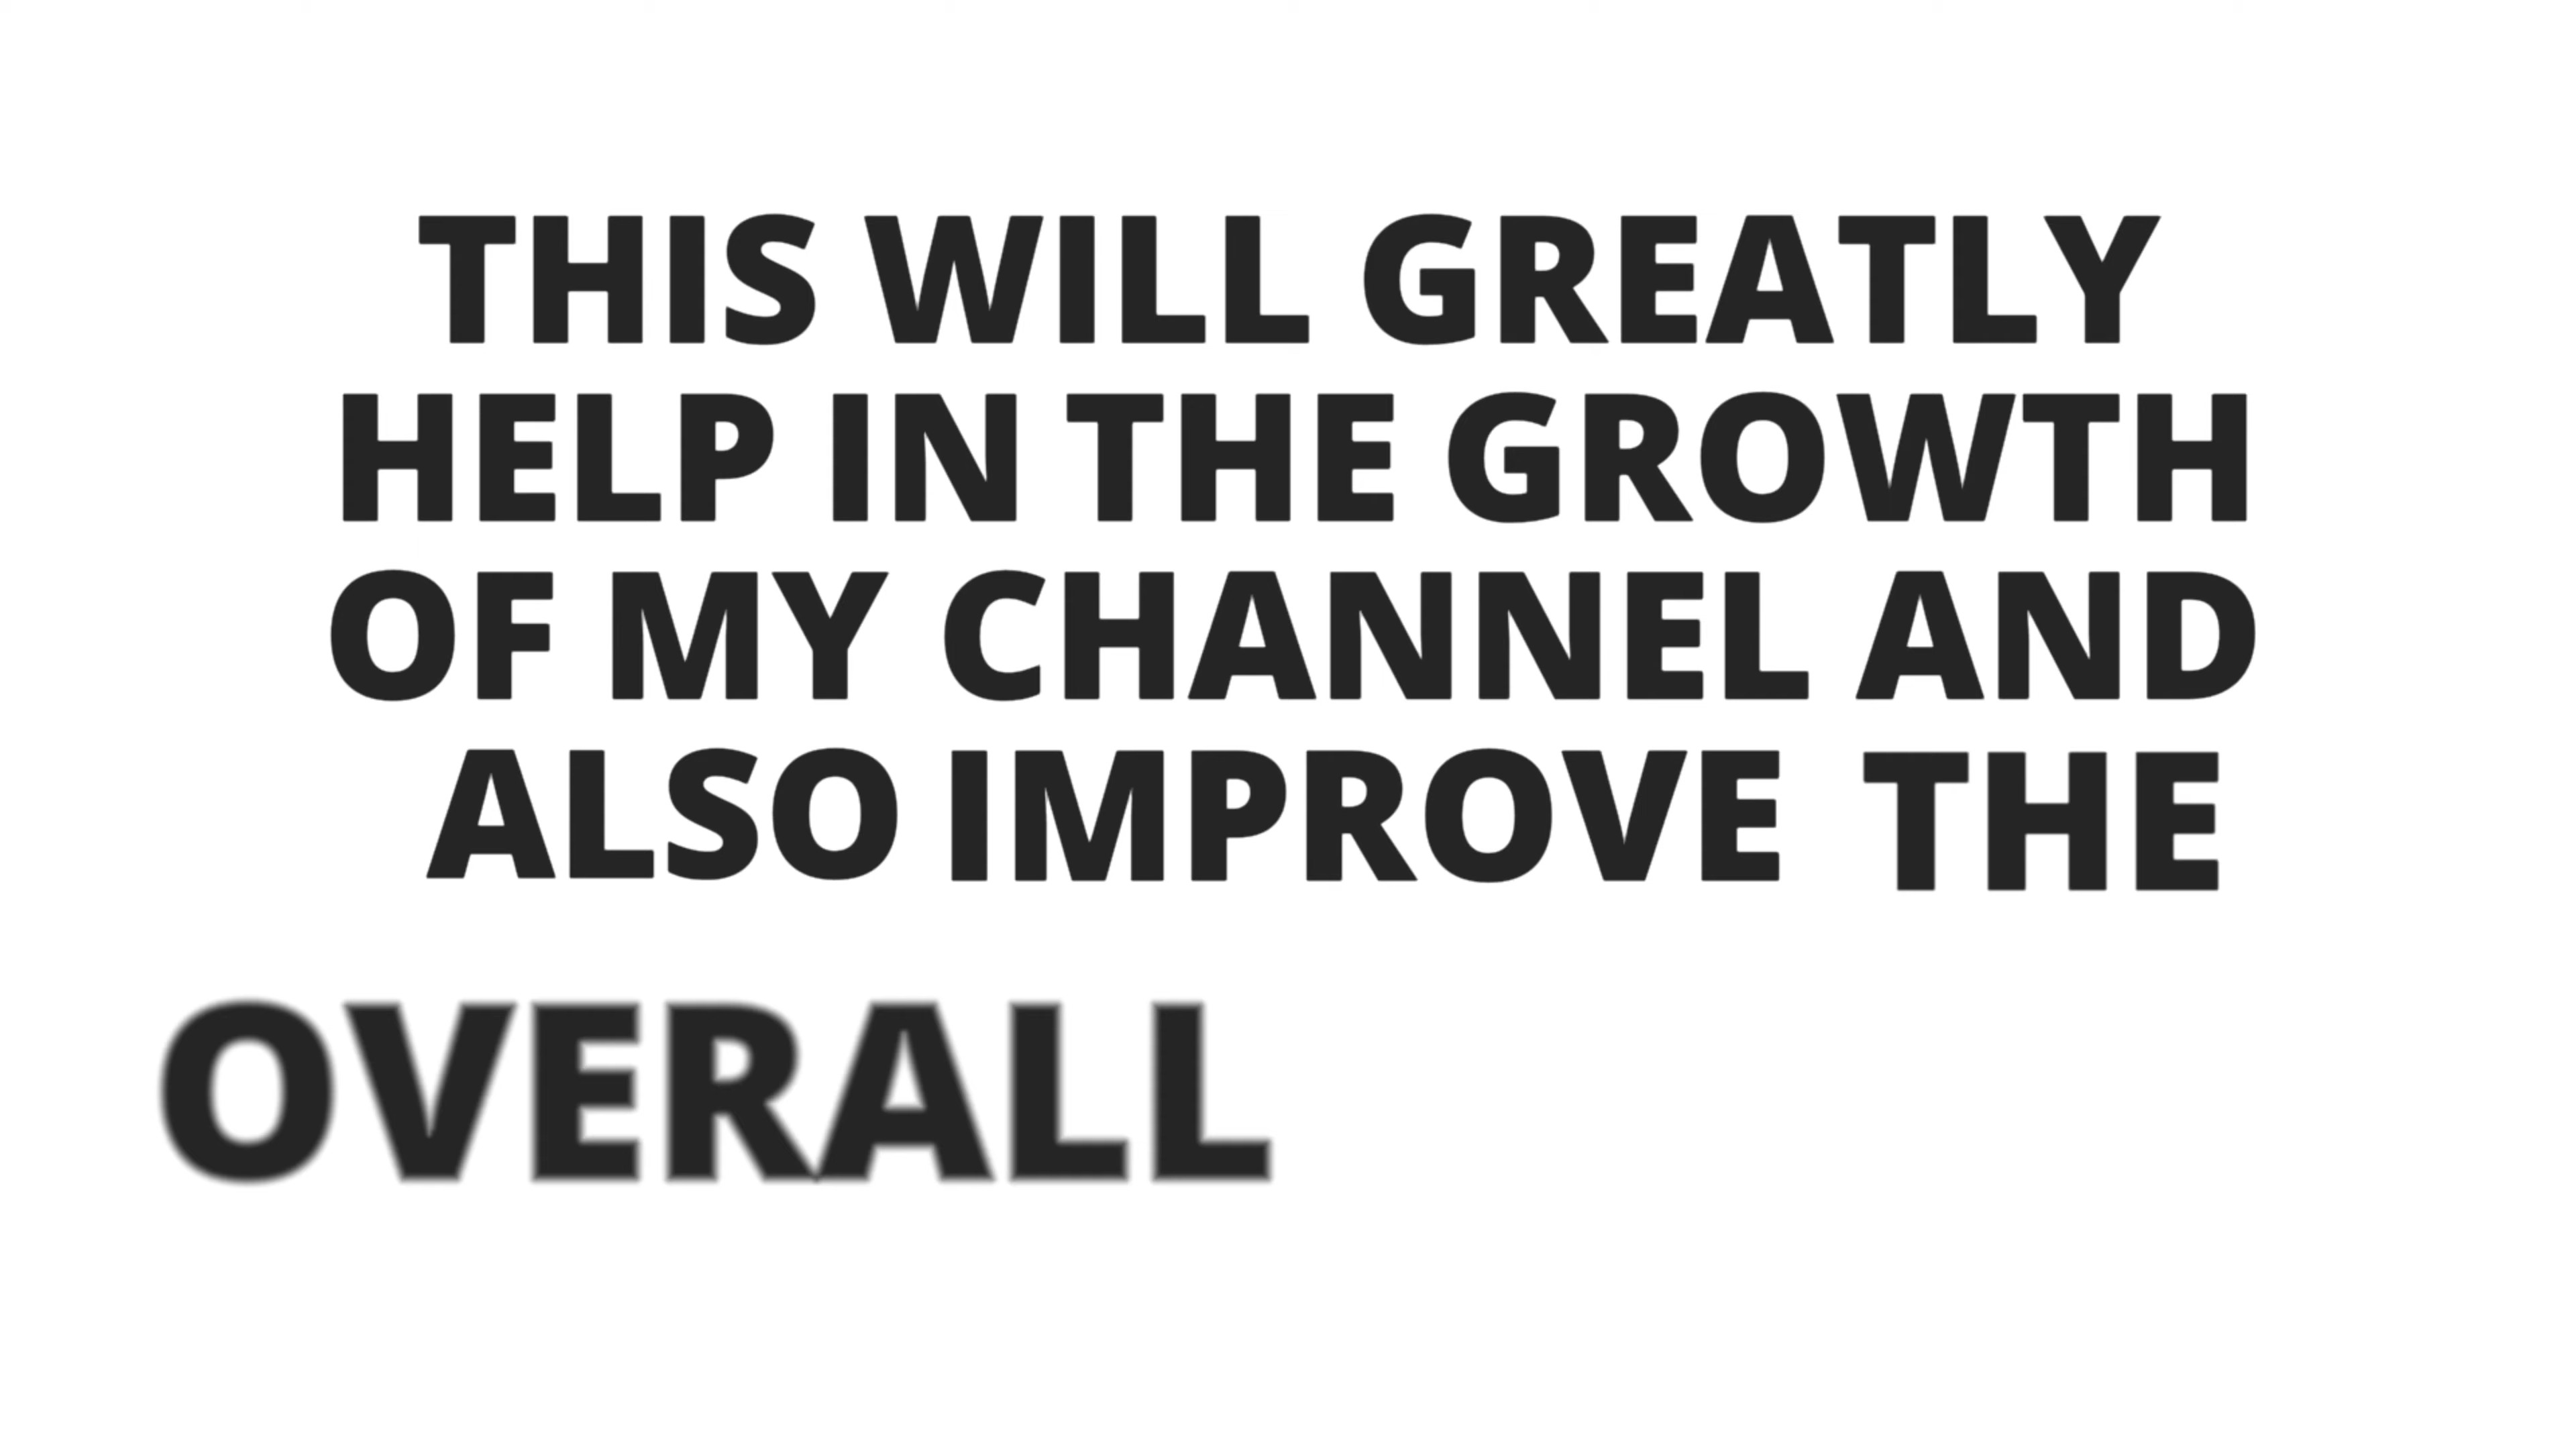 THIS WILL GREATLY
HELP IN THE GROWTH
OF MY CHANNEL AND
ALSO IMPROVE THE
OVERALL